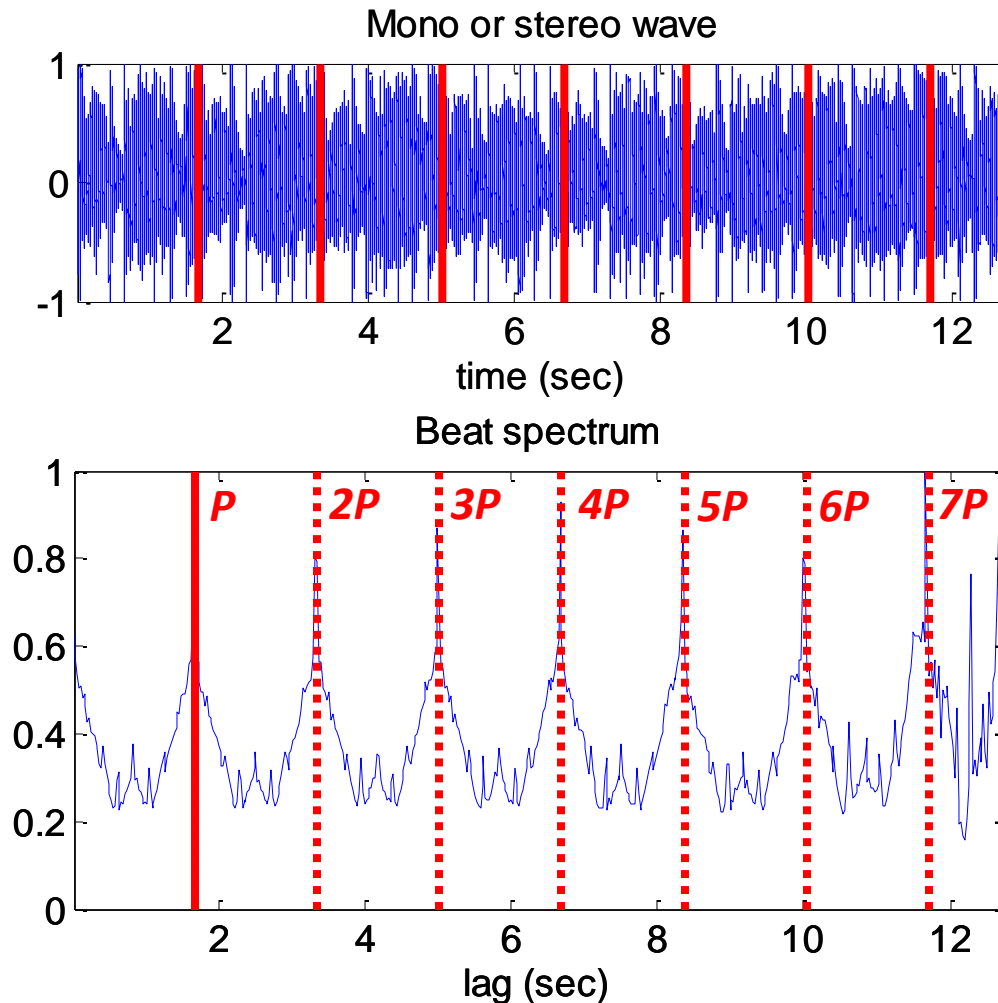 Mono or stereo wave
1
0
-1
2 4 6 8 10 12
time (sec)
Beat spectrum
1
P 2P 3P 4P 5P 6P 7P
0.8
0.6
0.4
0.2
0
2 4 6 8 10 12
lag (sec)